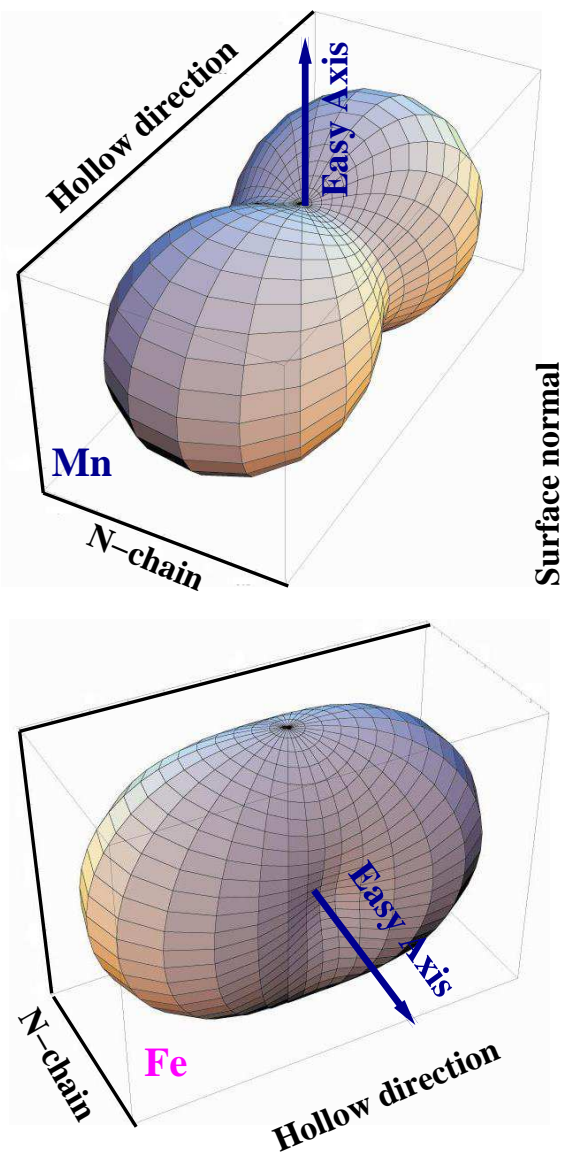 Hollow direction
Easy Axis
Mn
N−chain
Surface normal
Easy Axis
N−chain
Fe
Hollow direction